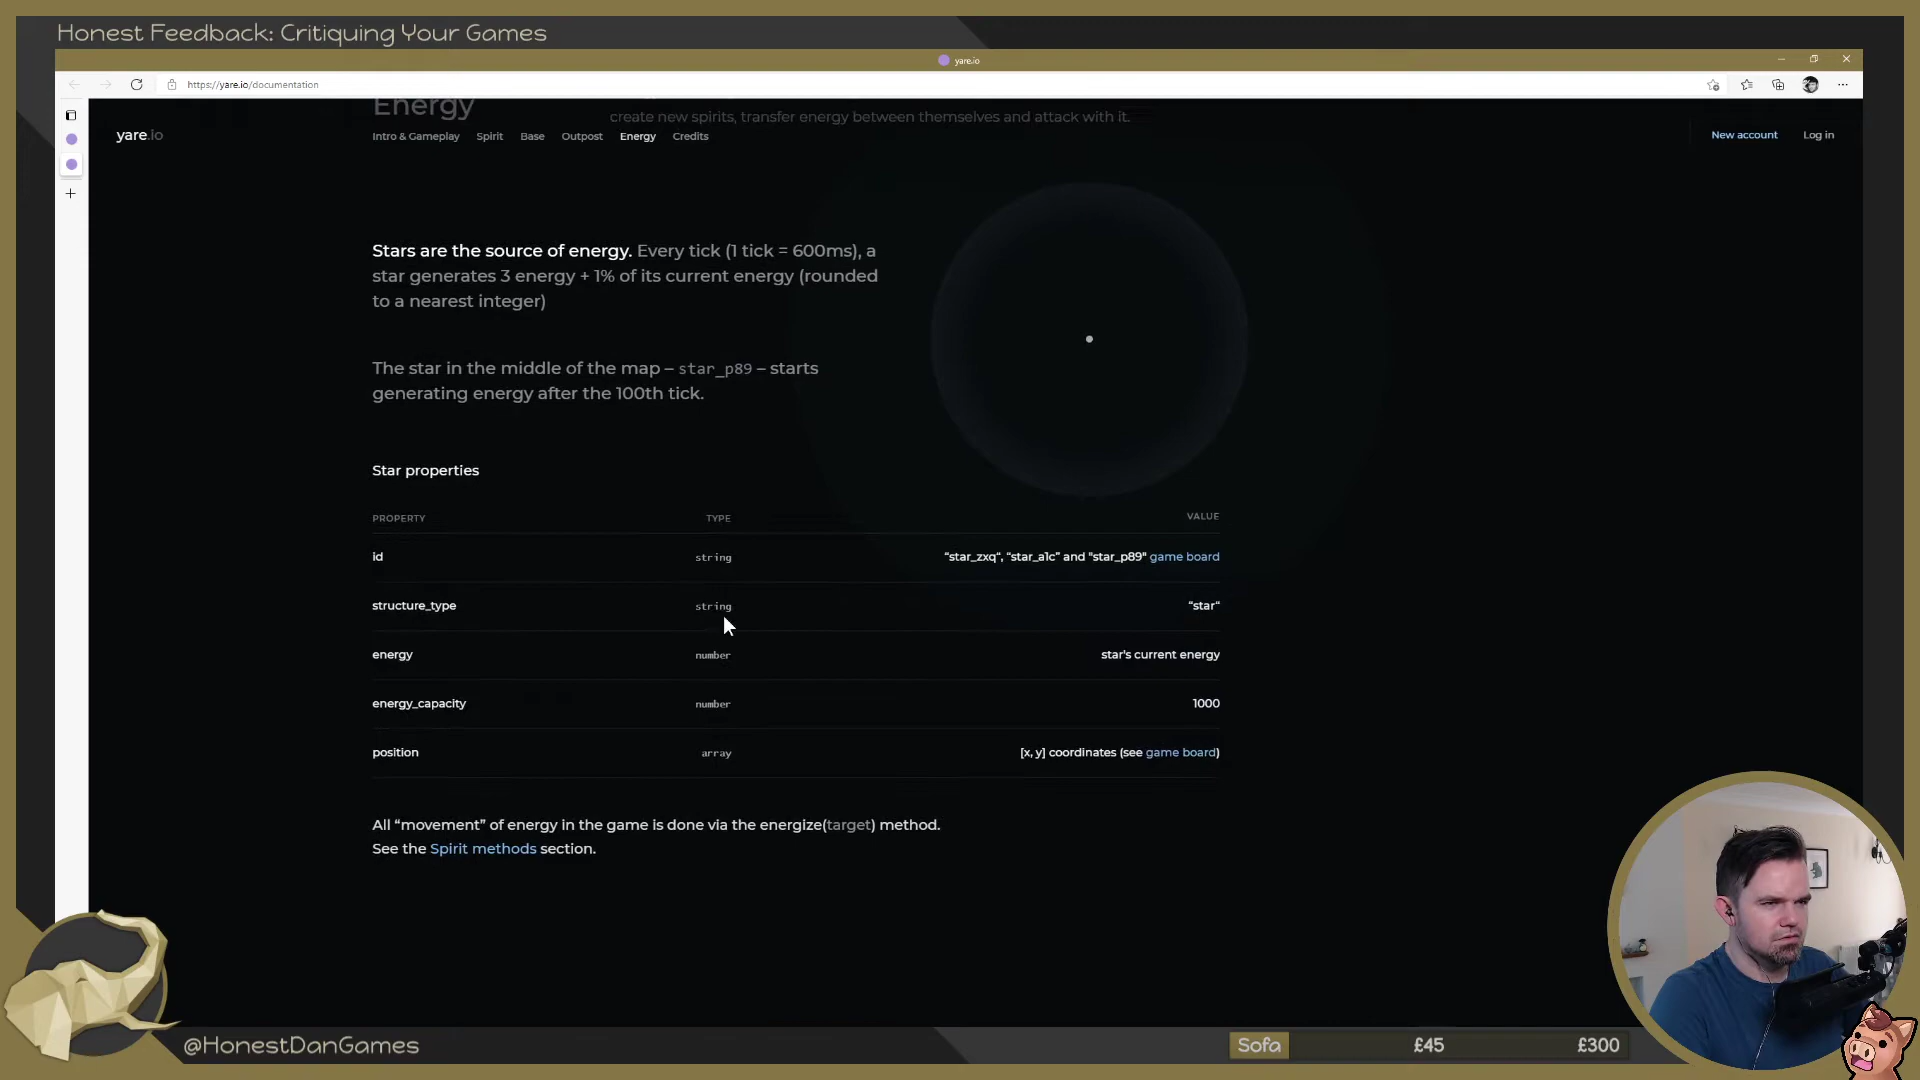 Honest Feedback: Critiquing Your Games
yare.io
https://yare.io/documentation
Energy
create new spirits, transfer energy between themselves and attack with it.
yare.io
Intro & Gameplay Spirit Base Outpost Energy Credits
New account Log in
Stars are the source of energy. Every tick (1 tick = 600ms), a
star generates 3 energy + 1% of its current energy (rounded
to a nearest integer)
The star in the middle of the map – star_p89 – starts
generating energy after the 100th tick.
Star properties
PROPERTY TYPE VALUE
id string “star_zxq“, “star_a1c“ and "star_p89" game board
structure_type string “star“
energy number star's current energy
energy_capacity number 1000
position array [x, y] coordinates (see game board)
All “movement” of energy in the game is done via the energize(target) method.
See the Spirit methods section.
@HonestDanGames
Sofa £45 £300